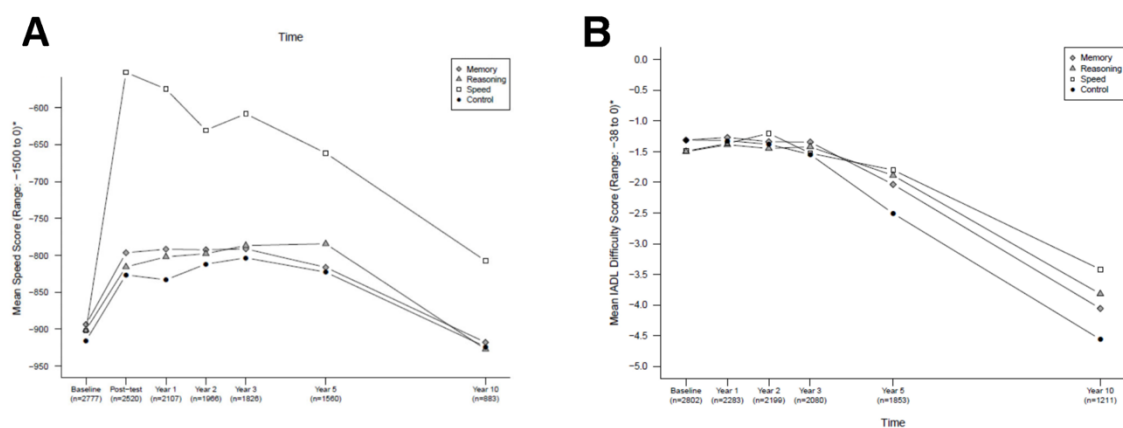 A
Time
Memory
Reasoning
Speed
Control
Mean Speed Score (Range: −1500 to 0)*
−600
−650
−700
−750
−800
−850
−900
−950
Baseline
(n=2777)
Post−test
(n=2520)
Year 1
(n=2107)
Year 2
(n=1966)
Year 3
(n=1826)
Year 5
(n=1560)
Year 10
(n=883)
B
Memory
Reasoning
Speed
Control
Mean IADL Difficulty Score (Range: −38 to 0)*
0.0
−0.5
−1.0
−1.5
−2.0
−2.5
−3.0
−3.5
−4.0
−4.5
−5.0
Baseline
(n=2802)
Year 1
(n=2283)
Year 2
(n=2199)
Year 3
(n=2080)
Year 5
(n=1853)
Year 10
(n=1211)
Time